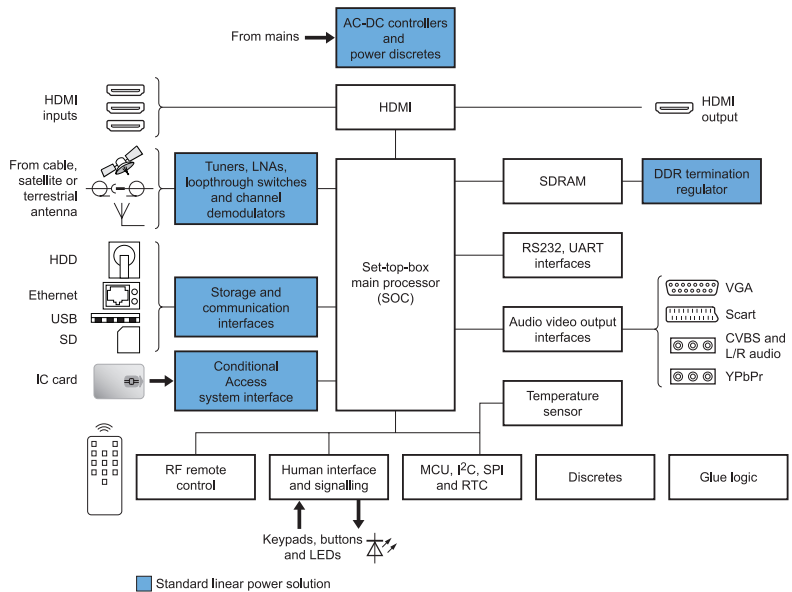 AC-DC controllers
and
power discretes
From mains
HDMI
inputs
HDMI
HDMI
output
From cable,
satellite or
terrestrial
antenna
Tuners, LNAs,
loopthrough switches
and channel
demodulators
SDRAM
DDR termination
regulator
HDD
Ethernet
USB
SD
Storage and
communication
interfaces
Set-top-box
main processor
(SOC)
RS232, UART
interfaces
Audio video output
interfaces
VGA
Scart
CVBS and
L/R audio
YPbPr
IC card
Conditional
Access
system interface
Temperature
sensor
RF remote
control
Human interface
and signalling
MCU, I²C, SPI
and RTC
Discretes
Glue logic
Keypads, buttons
and LEDs
Standard linear power solution